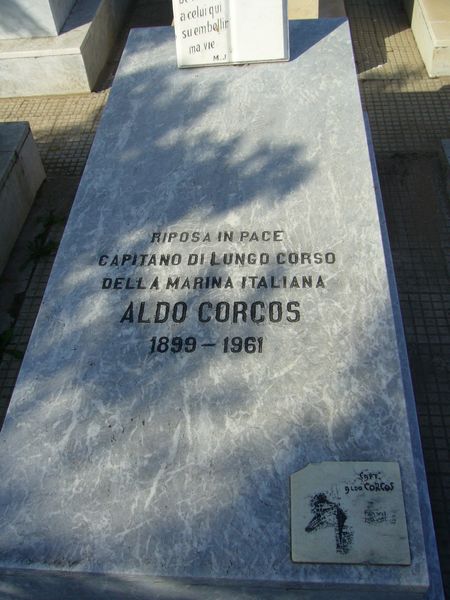 a celui qui
su embellir
ma vie
M.J
RIPOSA IN PACE
CAPITANO DI LUNGO CORSO
DELLA MARINA ITALIANA
ALDO CORCOS
1899 - 1961
ALDO CORCOS